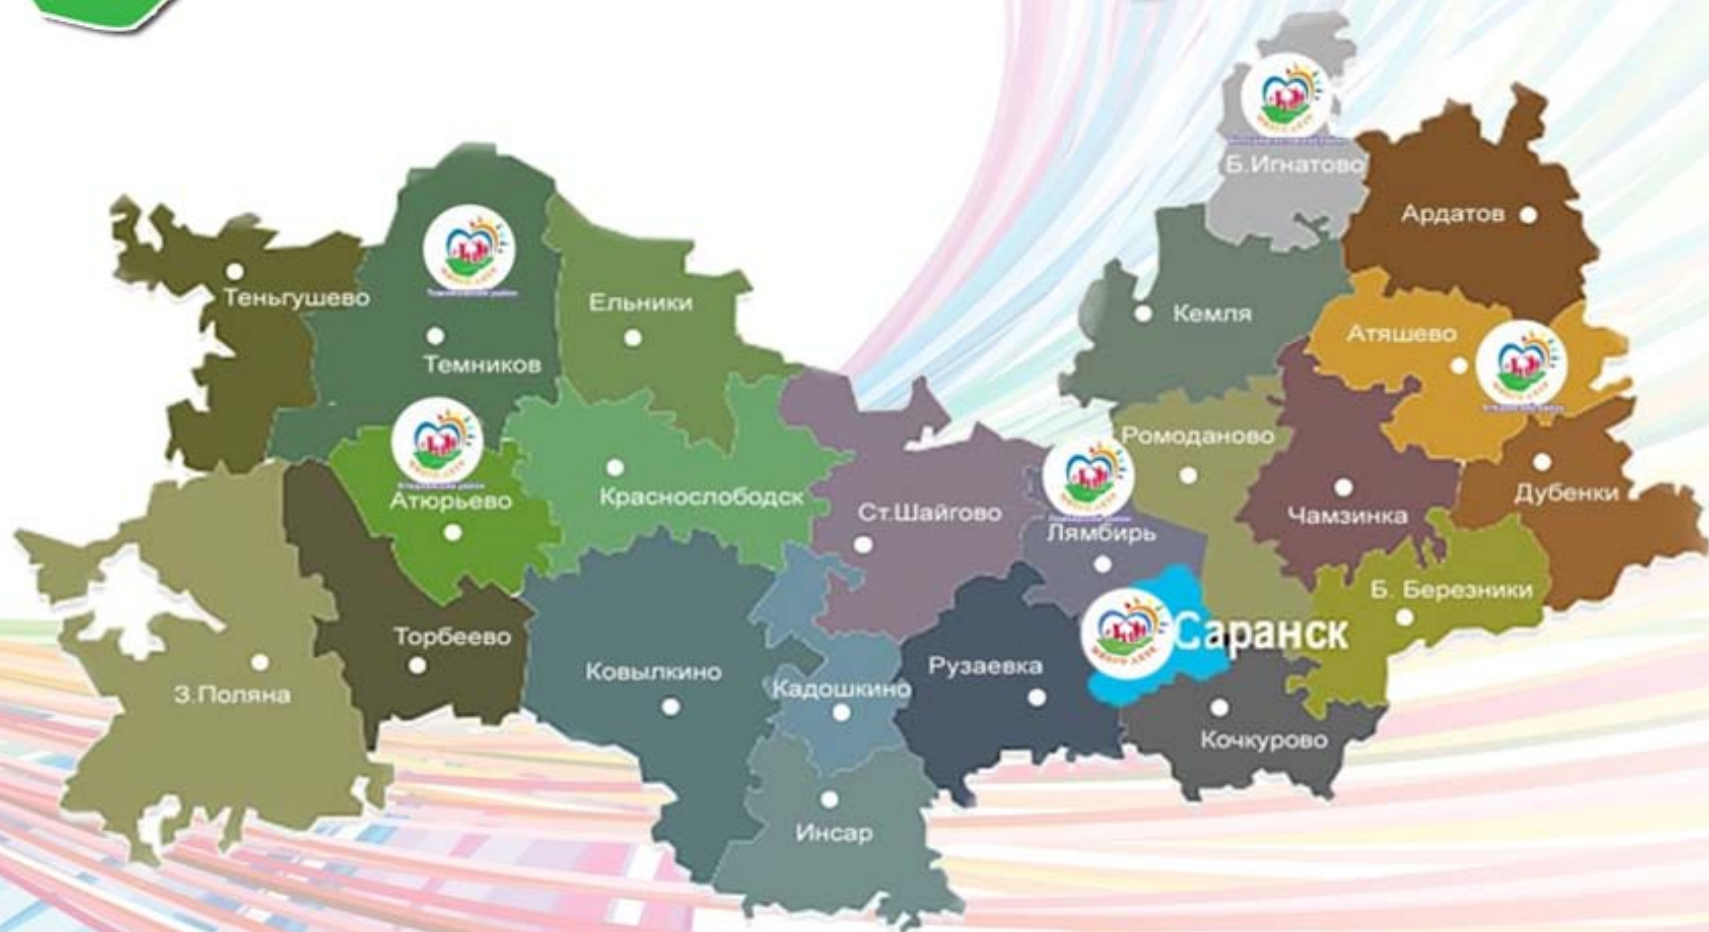 Б.Игнатово
Ардатов
Теньгушево
Ельники
Кемля
Атяшево
Темников
Ромоданово
Краснослободск
Атюрьево
Дубенки
Ст.Шайгово
Чамзинка
Лямбирь
Б. Березники
Саранск
Торбеево
Рузаевка
Ковылкино
Кадошкино
З.Поляна
Кочкурово
Инсар